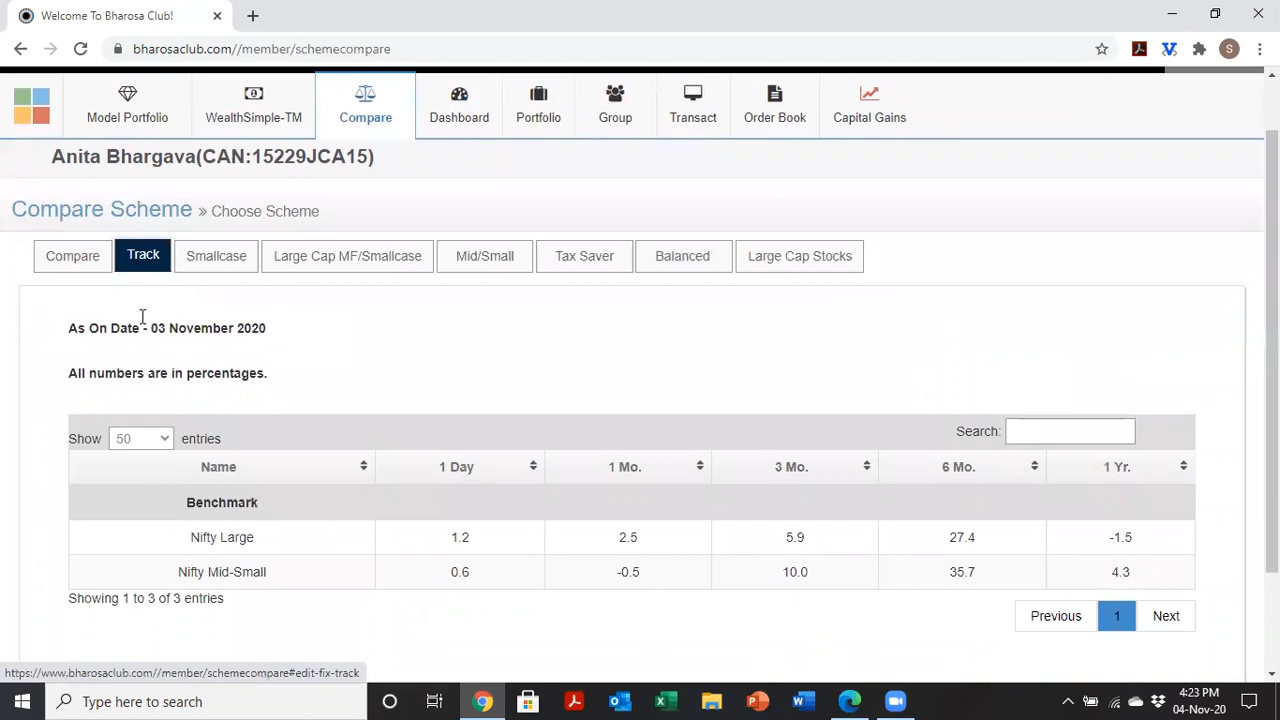 Welcome To Bharosa Club!
bharosaclub.com//member/schemecompare
S
Model Portfolio
WealthSimple-TM
Compare
Dashboard
Portfolio
Group
Transact
Order Book
Capital Gains
Anita Bhargava(CAN:15229JCA15)
Compare Scheme » Choose Scheme
Compare Track Smallcase Large Cap MF/Smallcase Mid/Small Tax Saver Balanced Large Cap Stocks
As On Date - 03 November 2020
All numbers are in percentages.
Show 50 entries Search:
Name 1 Day 1 Mo. 3 Mo. 6 Mo. 1 Yr.
Benchmark
Nifty Large 1.2 2.5 5.9 27.4 -1.5
Nifty Mid-Small 0.6 -0.5 10.0 35.7 4.3
Showing 1 to 3 of 3 entries
Previous 1 Next
https://www.bharosaclub.com//member/schemecompare#edit-fix-track
Type here to search
4:23 PM
04-Nov-20